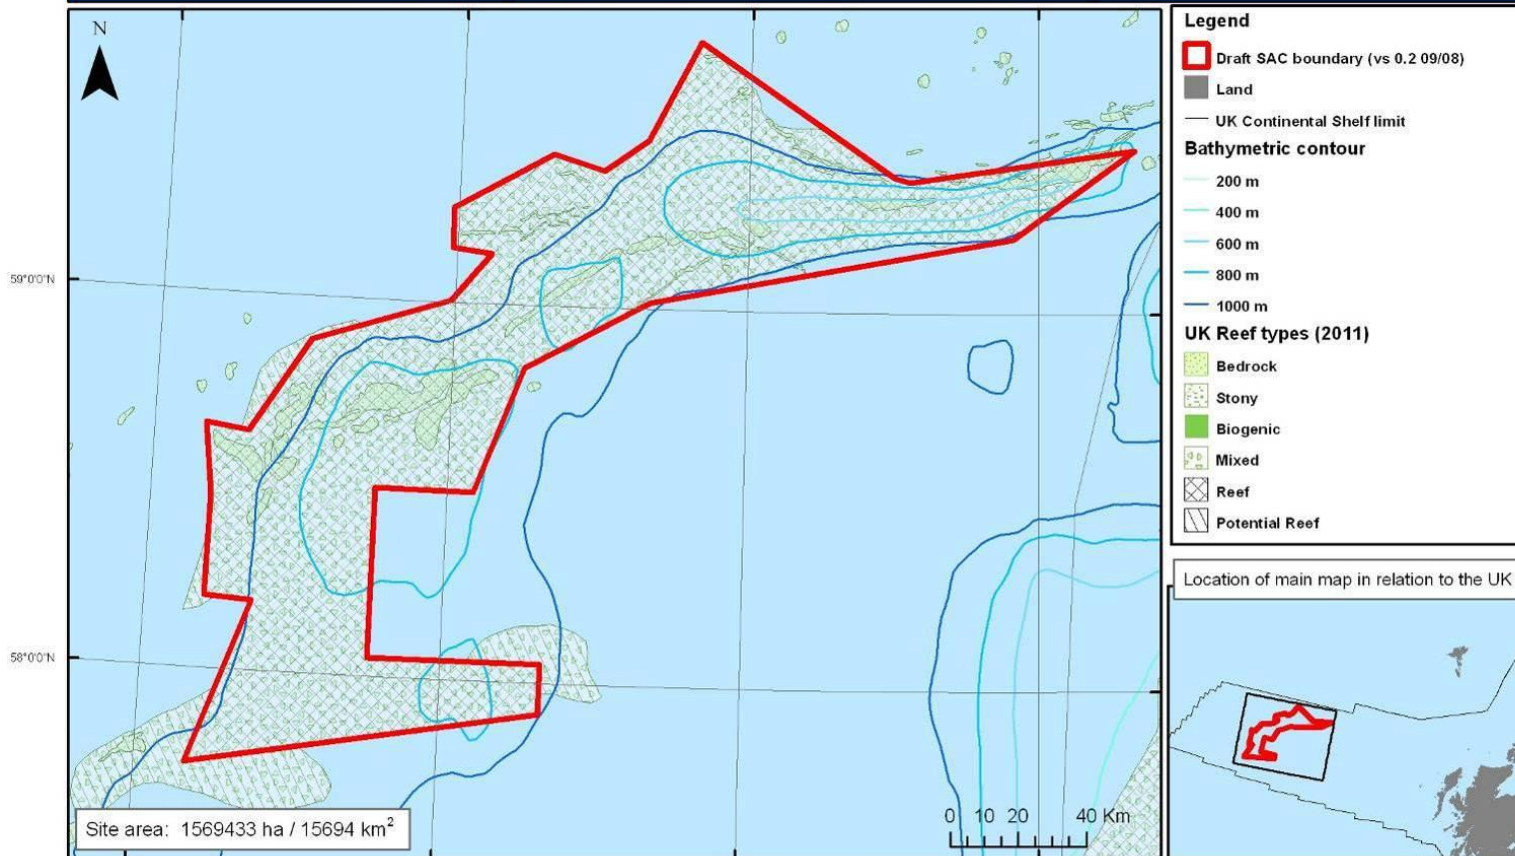 N
59°0'0"N
58°0'0"N
Site area: 1569433 ha / 15694 km2
0 10 20 40 Km
Legend
Draft SAC boundary (vs 0.2 09/08)
Land
UK Continental Shelf limit
Bathymetric contour
200 m
400 m
600 m
800 m
1000 m
UK Reef types (2011)
Bedrock
Stony
Biogenic
Mixed
Reef
Potential Reef
Location of main map in relation to the UK